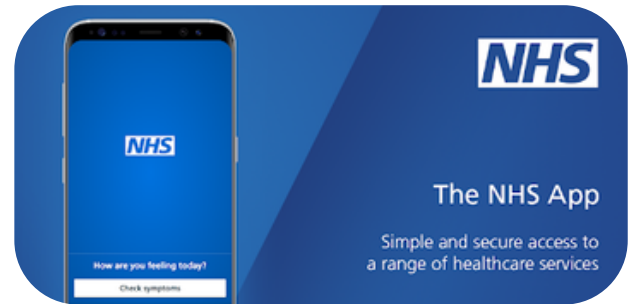 NHS
How are you feeling today?
Check symptoms
NHS
The NHS App
Simple and secure access to
a range of healthcare services